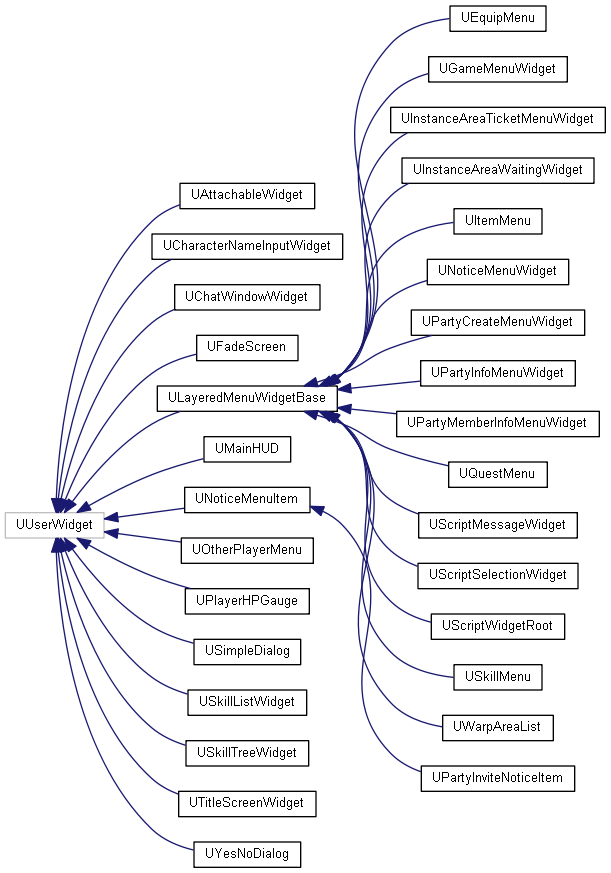 UUserWidget
UAttachableWidget
UCharacterNameInputWidget
UChatWindowWidget
UFadeScreen
ULayeredMenuWidgetBase
UMainHUD
UNoticeMenuItem
UOtherPlayerMenu
UPlayerHPGauge
USimpleDialog
USkillListWidget
USkillTreeWidget
UTitleScreenWidget
UYesNoDialog
UEquipMenu
UGameMenuWidget
UInstanceAreaTicketMenuWidget
UInstanceAreaWaitingWidget
UItemMenu
UNoticeMenuWidget
UPartyCreateMenuWidget
UPartyInfoMenuWidget
UPartyMemberInfoMenuWidget
UQuestMenu
UScriptMessageWidget
UScriptSelectionWidget
UScriptWidgetRoot
USkillMenu
UWarpAreaList
UPartyInviteNoticeItem